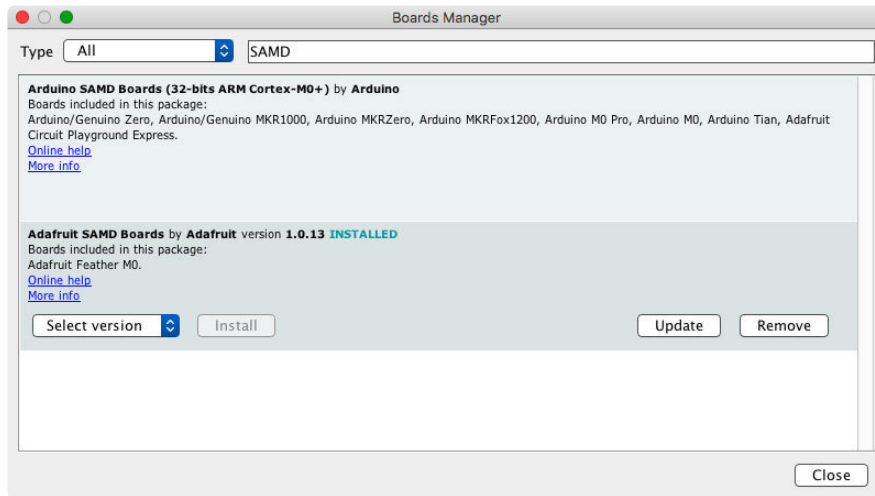 Boards Manager
Type All SAMD
Arduino SAMD Boards (32-bits ARM Cortex-M0+) by Arduino
Boards included in this package:
Arduino/Genuino Zero, Arduino/Genuino MKR1000, Arduino MKRZero, Arduino MKRFox1200, Arduino M0 Pro, Arduino M0, Arduino Tian, Adafruit
Circuit Playground Express.
Online help
More info
Adafruit SAMD Boards by Adafruit version 1.0.13 INSTALLED
Boards included in this package:
Adafruit Feather M0.
Online help
More info
Select version Install Update Remove
Close